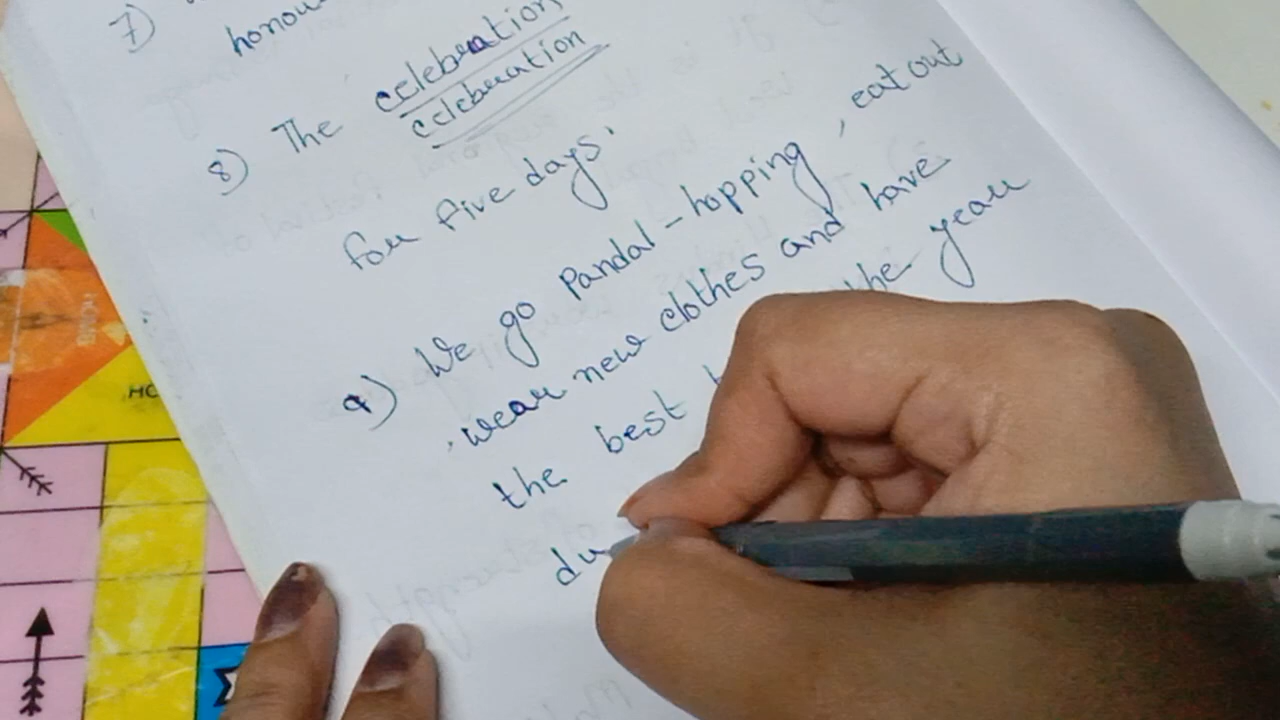 7)
honou
8) The celebration
celebration
for five days.
9) We go Pandal-hopping, eat out
, wear new clothes and have
the best the year
du
HO